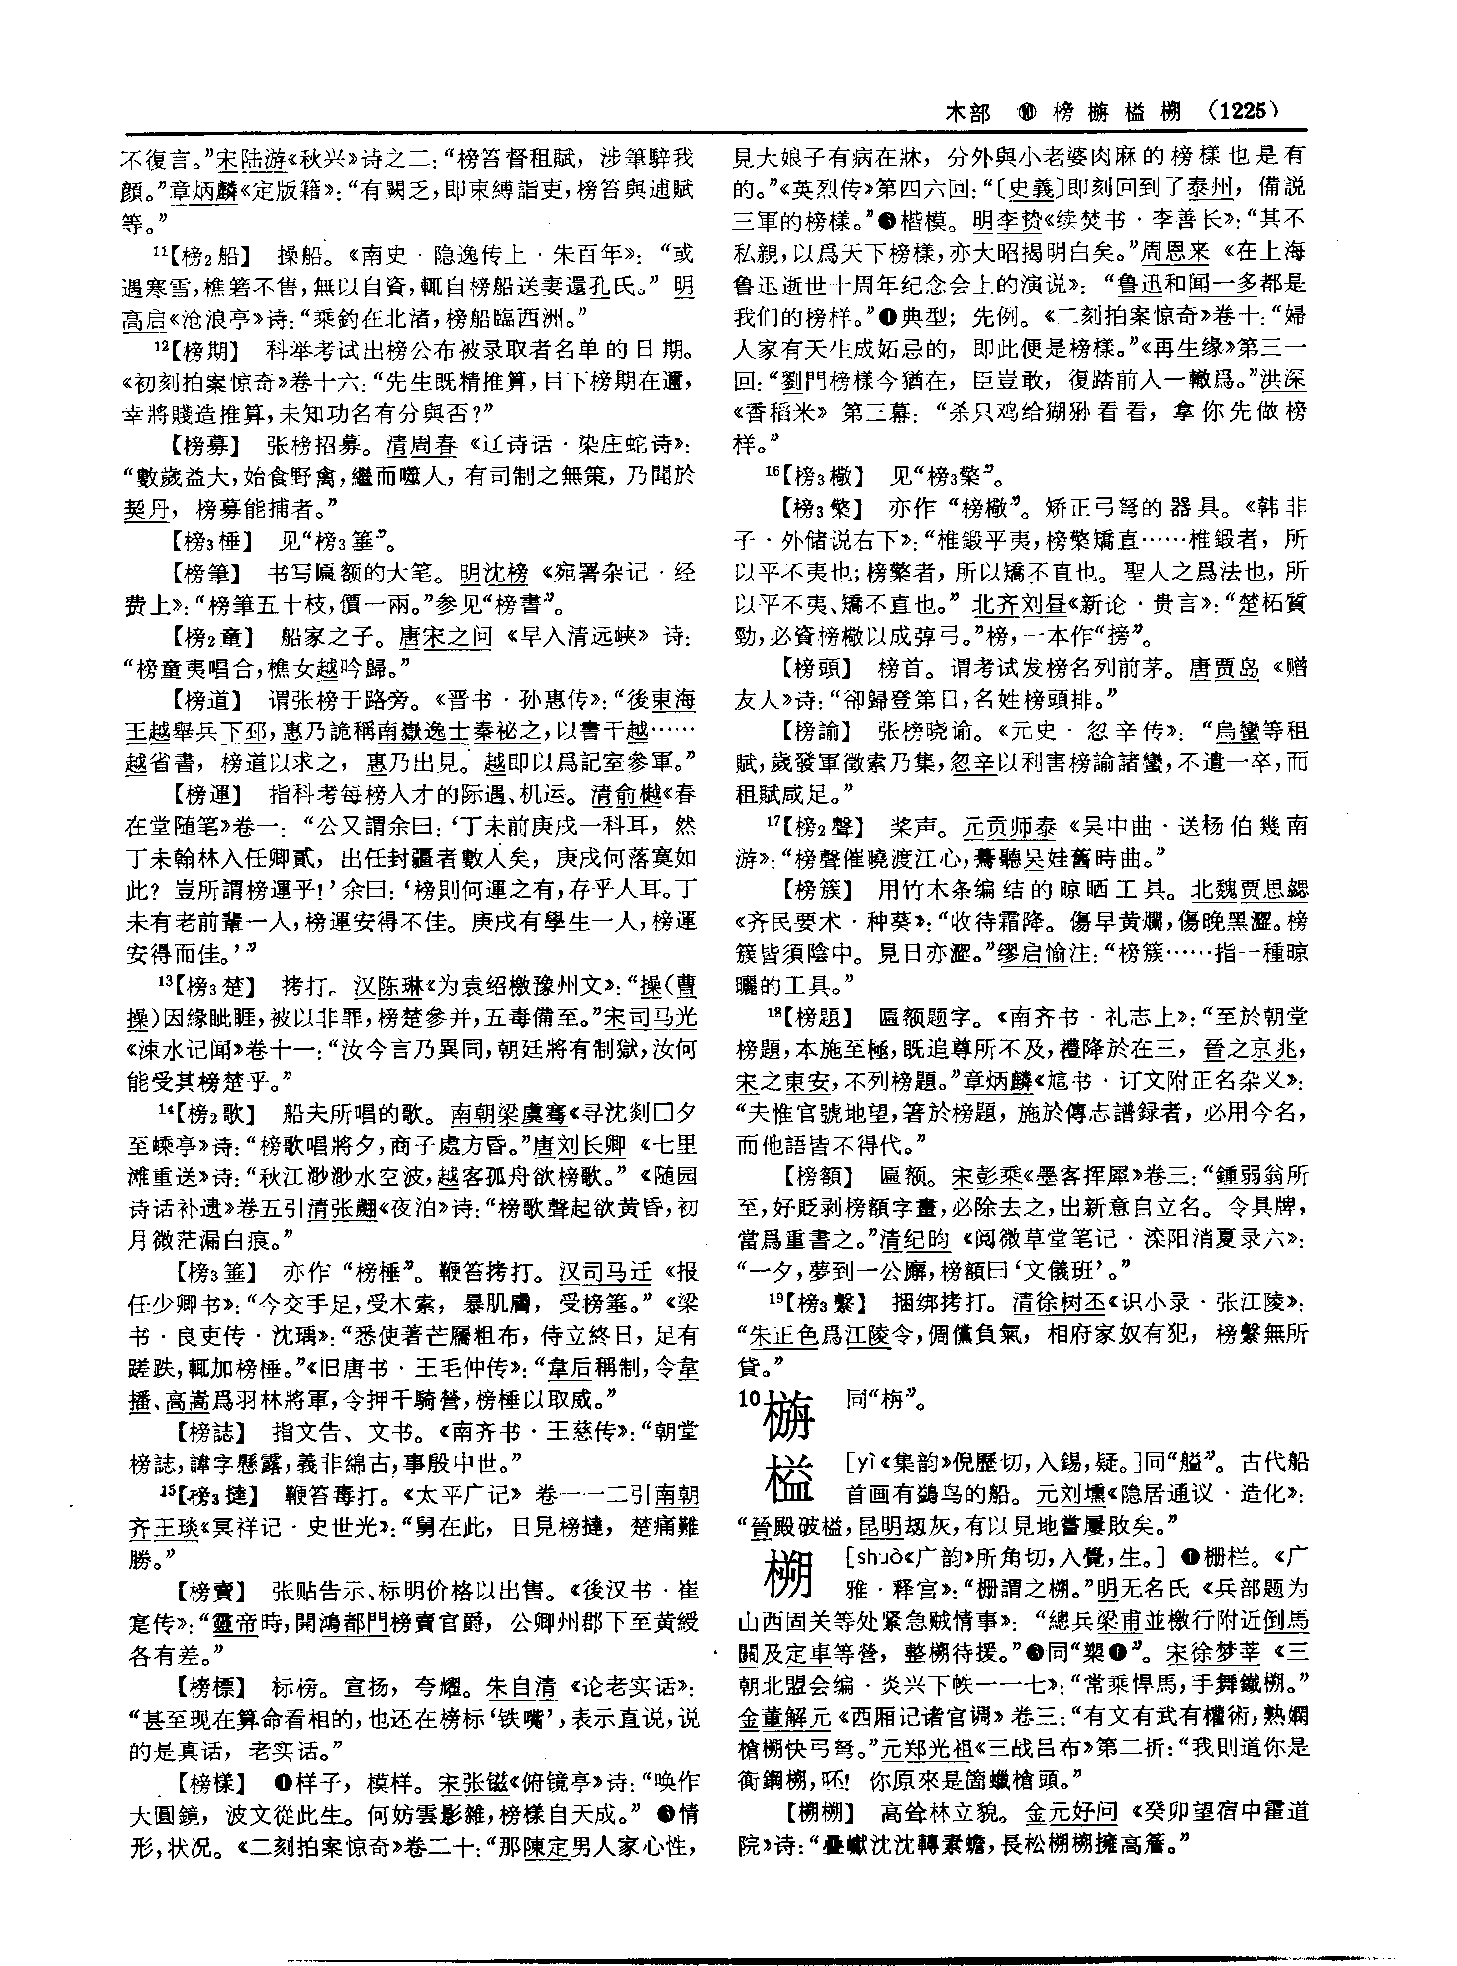 木部 ⑩ 榜㮄榏槊 （1225）
不復言。”宋陆游《秋兴》诗之二：“榜笞督租賦，涉筆騂我
顔。”章炳麟《定版籍》：“有闕乏，即束縛詣吏，榜笞與逋賦
等。”
11【榜₂船】 操船。《南史·隐逸传上·朱百年》：“或
遇寒雪，樵箬不售，無以自資，輒自榜船送妻還孔氏。”明
高启《沧浪亭》诗：“乘釣在北渚，榜船臨西洲。”
12【榜期】 科举考试出榜公布被录取者名单的日期。
《初刻拍案惊奇》卷十六：“先生既精推算，目下榜期在邇，
幸將賤造推算，未知功名有分與否？”
【榜募】 张榜招募。清周春《辽诗话·染庄蛇诗》：
“數歲益大，始食野禽，繼而噬人，有司制之無策，乃聞於
契丹，榜募能捕者。”
【榜₃棰】 见“榜₃箠”。
【榜筆】 书写匾额的大笔。明沈榜《宛署杂记·经
费上》：“榜筆五十枝，價一兩。”参见“榜書”。
【榜₂童】 船家之子。唐宋之问《早入清远峡》诗：
“榜童夷唱合，樵女越吟歸。”
【榜道】 谓张榜于路旁。《晋书·孙惠传》：“後東海
王越舉兵下邳，惠乃詭稱南嶽逸士秦祕之，以書干越……
越省書，榜道以求之，惠乃出見。越即以爲記室參軍。”
【榜運】 指科考每榜人才的际遇、机运。清俞樾《春
在堂随笔》卷一：“公又謂余曰：‘丁未前庚戌一科耳，然
丁未翰林入任卿貳，出任封疆者數人矣，庚戌何落寞如
此？豈所謂榜運乎！’余曰：‘榜則何運之有，存乎人耳。丁
未有老前輩一人，榜運安得不佳。庚戌有學生一人，榜運
安得而佳。’”
13【榜₃楚】 拷打。汉陈琳《为袁绍檄豫州文》：“操（曹
操）因緣眦睚，被以非罪，榜楚參并，五毒備至。”宋司马光
《涑水记闻》卷十一：“汝今言乃異同，朝廷將有制獄，汝何
能受其榜楚乎。”
14【榜₂歌】 船夫所唱的歌。南朝梁虞骞《寻沈剡囗夕
至嵊亭》诗：“榜歌唱將夕，商子處方昏。”唐刘长卿《七里
滩重送》诗：“秋江渺渺水空波，越客孤舟欲榜歌。”《随园
诗话补遗》卷五引清张翽《夜泊》诗：“榜歌聲起欲黄昏，初
月微茫漏白痕。”
【榜₃箠】 亦作“榜棰”。鞭笞拷打。汉司马迁《报
任少卿书》：“今交手足，受木索，暴肌膚，受榜箠。”《梁
书·良吏传·沈瑀》：“悉使著芒屩粗布，侍立終日，足有
蹉跌，輒加榜棰。”《旧唐书·王毛仲传》：“韋后稱制，令韋
播、高嵩爲羽林將軍，令押千騎營，榜棰以取威。”
【榜誌】 指文告、文书。《南齐书·王慈传》：“朝堂
榜誌，諱字懸露，義非綿古，事殷中世。”
15【榜₃撻】 鞭笞毒打。《太平广记》卷一一二引南朝
齐王琰《冥祥记·史世光》：“舅在此，日見榜撻，楚痛難
勝。”
【榜賣】 张贴告示、标明价格以出售。《後汉书·崔
寔传》：“靈帝時，開鴻都門榜賣官爵，公卿州郡下至黄綬
各有差。”
【榜標】 标榜。宣扬，夸耀。朱自清《论老实话》：
“甚至现在算命看相的，也还在榜标‘铁嘴’，表示直说，说
的是真话，老实话。”
【榜樣】 ❶样子，模样。宋张镃《俯镜亭》诗：“唤作
大圓鏡，波文從此生。何妨雲影雜，榜樣自天成。”❷情
形，状况。《二刻拍案惊奇》卷二十：“那陳定男人家心性，
見大娘子有病在牀，分外與小老婆肉麻的榜樣也是有
的。”《英烈传》第四六回：“〔史義〕即刻回到了泰州，備説
三軍的榜樣。”❸楷模。明李贽《续焚书·李善长》：“其不
私親，以爲天下榜樣，亦大昭揭明白矣。”周恩来《在上海
鲁迅逝世十周年纪念会上的演说》：“鲁迅和闻一多都是
我们的榜样。”❹典型；先例。《二刻拍案惊奇》卷十：“婦
人家有天生成妬忌的，即此便是榜樣。”《再生缘》第三一
回：“劉門榜樣今猶在，臣豈敢，復踏前人一轍爲。”洪深
《香稻米》第三幕：“杀只鸡给猢狲看看，拿你先做榜
样。”
16【榜₃檄】 见“榜₃檠”。
【榜₃檠】 亦作“榜檄”。矫正弓弩的器具。《韩非
子·外储说右下》：“椎鍛平夷，榜檠矯直……椎鍛者，所
以平不夷也；榜檠者，所以矯不直也。聖人之爲法也，所
以平不夷、矯不直也。”北齐刘昼《新论·贵言》：“楚柘質
勁，必資榜檄以成彈弓。”榜，一本作“搒”。
【榜頭】 榜首。谓考试发榜名列前茅。唐贾岛《赠
友人》诗：“卻歸登第日，名姓榜頭排。”
【榜諭】 张榜晓谕。《元史·忽辛传》：“烏蠻等租
賦，歲發軍徵索乃集，忽辛以利害榜諭諸蠻，不遣一卒，而
租賦咸足。”
17【榜₂聲】 桨声。元贡师泰《吴中曲·送杨伯幾南
游》：“榜聲催曉渡江心，驀聽吴娃舊時曲。”
【榜簇】 用竹木条编结的晾晒工具。北魏贾思勰
《齐民要术·种葵》：“收待霜降。傷早黄爛，傷晚黑澀。榜
簇皆須陰中。見日亦澀。”缪启愉注：“榜簇……指一種晾
曬的工具。”
18【榜題】 匾额题字。《南齐书·礼志上》：“至於朝堂
榜題，本施至極，既追尊所不及，禮降於在三，晉之京兆，
宋之東安，不列榜題。”章炳麟《訄书·订文附正名杂义》：
“夫惟官號地望，箸於榜題，施於傳志譜録者，必用今名，
而他語皆不得代。”
【榜額】 匾额。宋彭乘《墨客挥犀》卷三：“鍾弱翁所
至，好貶剥榜額字畫，必除去之，出新意自立名。令具牌，
當爲重書之。”清纪昀《阅微草堂笔记·滦阳消夏录六》：
“一夕，夢到一公廨，榜額曰‘文儀班’。”
19【榜₃繫】 捆绑拷打。清徐树丕《识小录·张江陵》：
“朱正色爲江陵令，倜儻負氣，相府家奴有犯，榜繫無所
貸。”
10㮄 同“栴”。
榏 [yì《集韵》倪歷切，入錫，疑。]同“艗”。古代船
首画有鷁鸟的船。元刘壎《隐居通议·造化》：
“晉殿破榏，昆明刼灰，有以見地嘗屢敗矣。”
槊 [shuò《广韵》所角切，入覺，生。]❶栅栏。《广
雅·释宫》：“栅謂之槊。”明无名氏《兵部题为
山西固关等处紧急贼情事》：“總兵梁甫並檄行附近倒馬
關及定車等營，整槊待援。”❷同“槊❶”。宋徐梦莘《三
朝北盟会编·炎兴下帙一一七》：“常乘悍馬，手舞鐵槊。”
金董解元《西厢记诸官调》卷三：“有文有武有權術，熟嫻
槍槊快弓弩。”元郑光祖《三战吕布》第二折：“我則道你是
衠鋼槊，呸！你原來是箇蠟槍頭。”
【槊槊】 高耸林立貌。金元好问《癸卯望宿中霍道
院》诗：“疊巘沈沈轉素蟾，長松槊槊擁高簷。”